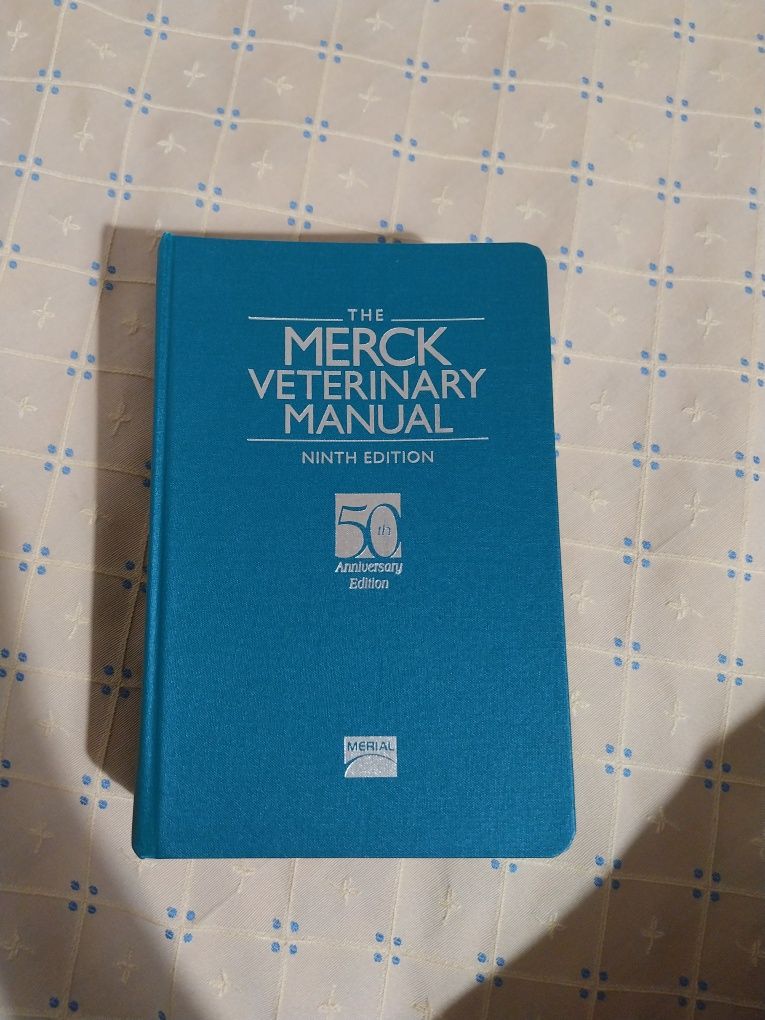 THE
MERCK
VETERINARY
MANUAL
NINTH EDITION
50th
Anniversary
Edition
MERIAL